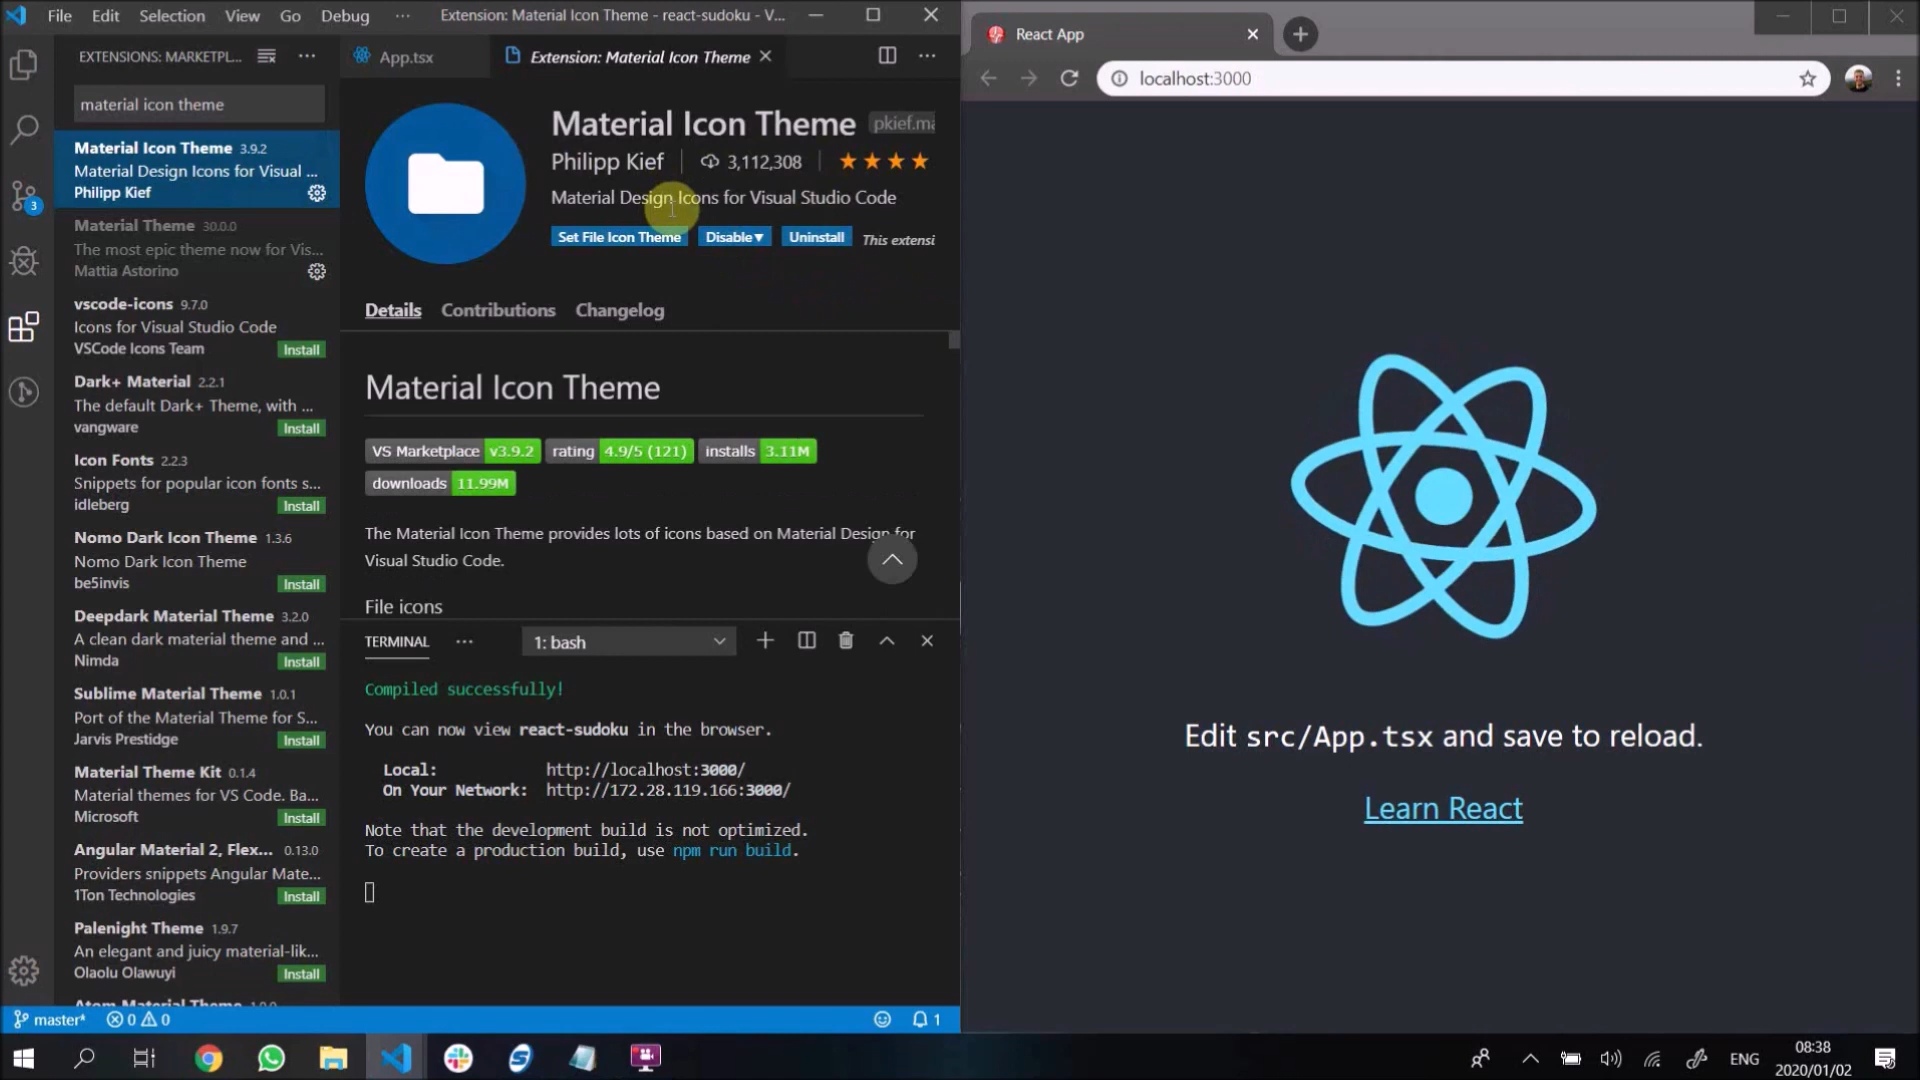 File Edit Selection View Go Debug ··· Extension: Material Icon Theme - react-sudoku - V...
EXTENSIONS: MARKETPL...
material icon theme
Material Icon Theme 3.9.2
Material Design Icons for Visual ...
Philipp Kief
Material Theme 30.0.0
The most epic theme now for Vis...
Mattia Astorino
vscode-icons 9.7.0
Icons for Visual Studio Code
VSCode Icons Team Install
Dark+ Material 2.2.1
The default Dark+ Theme, with ...
vangware Install
Icon Fonts 2.2.3
Snippets for popular icon fonts s...
idleberg Install
Nomo Dark Icon Theme 1.3.6
Nomo Dark Icon Theme
be5invis Install
Deepdark Material Theme 3.2.0
A clean dark material theme and ...
Nimda Install
Sublime Material Theme 1.0.1
Port of the Material Theme for S...
Jarvis Prestidge Install
Material Theme Kit 0.1.4
Material themes for VS Code. Ba...
Microsoft Install
Angular Material 2, Flex... 0.13.0
Providers snippets Angular Mate...
1Ton Technologies Install
Palenight Theme 1.9.7
An elegant and juicy material-lik...
Olaolu Olawuyi Install
Atom Material Theme
3
App.tsx Extension: Material Icon Theme
Material Icon Theme pkief.ma
Philipp Kief 3,112,308
Material Design Icons for Visual Studio Code
Set File Icon Theme Disable Uninstall This extensi
Details Contributions Changelog
Material Icon Theme
VS Marketplace v3.9.2 rating 4.9/5 (121) installs 3.11M
downloads 11.99M
The Material Icon Theme provides lots of icons based on Material Design for
Visual Studio Code.
File icons
TERMINAL ··· 1: bash
Compiled successfully!
You can now view react-sudoku in the browser.
Local: http://localhost:3000/
On Your Network: http://172.28.119.166:3000/
Note that the development build is not optimized.
To create a production build, use npm run build.
master* 0 0 1
React App
localhost:3000
Edit src/App.tsx and save to reload.
Learn React
ENG
08:38
2020/01/02